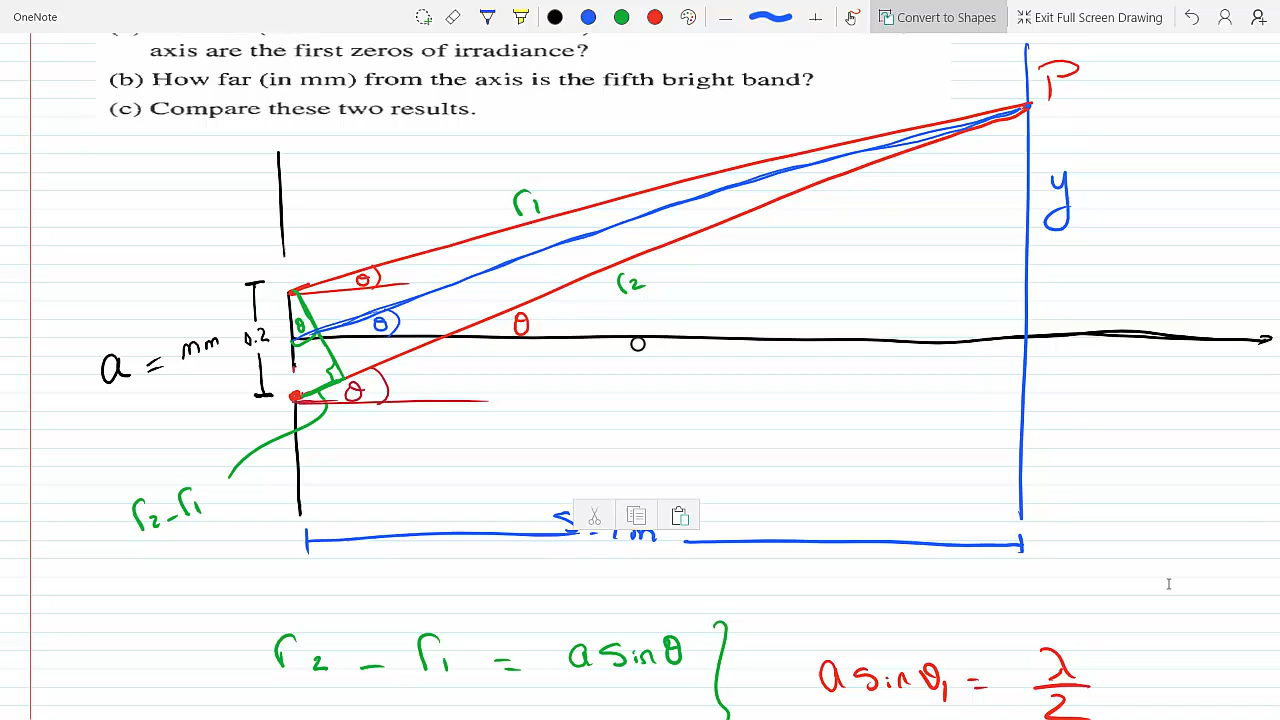 OneNote
Convert to Shapes
Exit Full Screen Drawing
axis are the first zeros of irradiance?
(b) How far (in mm) from the axis is the fifth bright band?
(c) Compare these two results.
P
y
r1
r2
θ
θ
θ
θ
θ
a = 0.2 mm
O
r2 - r1
1m
r2 - r1 = a sinθ
a sinθ1 = λ/2